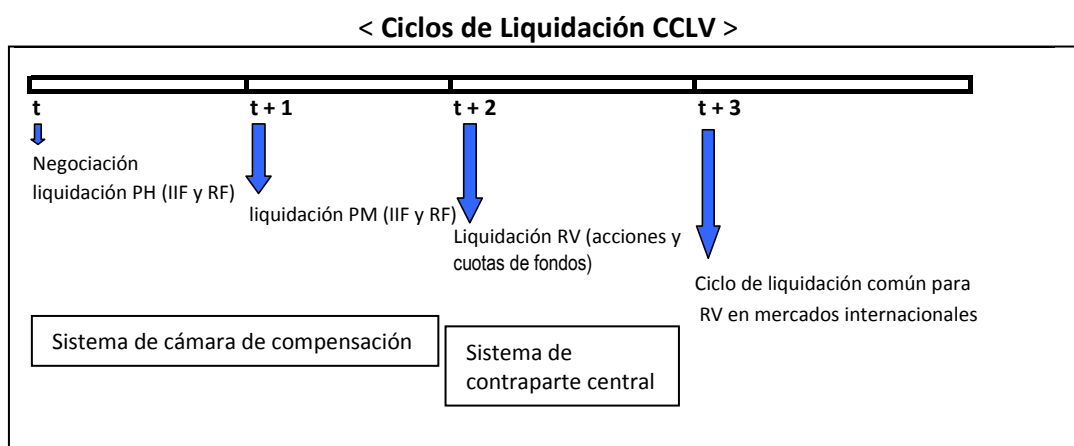 < Ciclos de Liquidación CCLV >
t
t + 1
t + 2
t + 3
Negociación
liquidación PH (IIF y RF)
liquidación PM (IIF y RF)
Liquidación RV (acciones y
cuotas de fondos)
Ciclo de liquidación común para
RV en mercados internacionales
Sistema de cámara de compensación
Sistema de
contraparte central